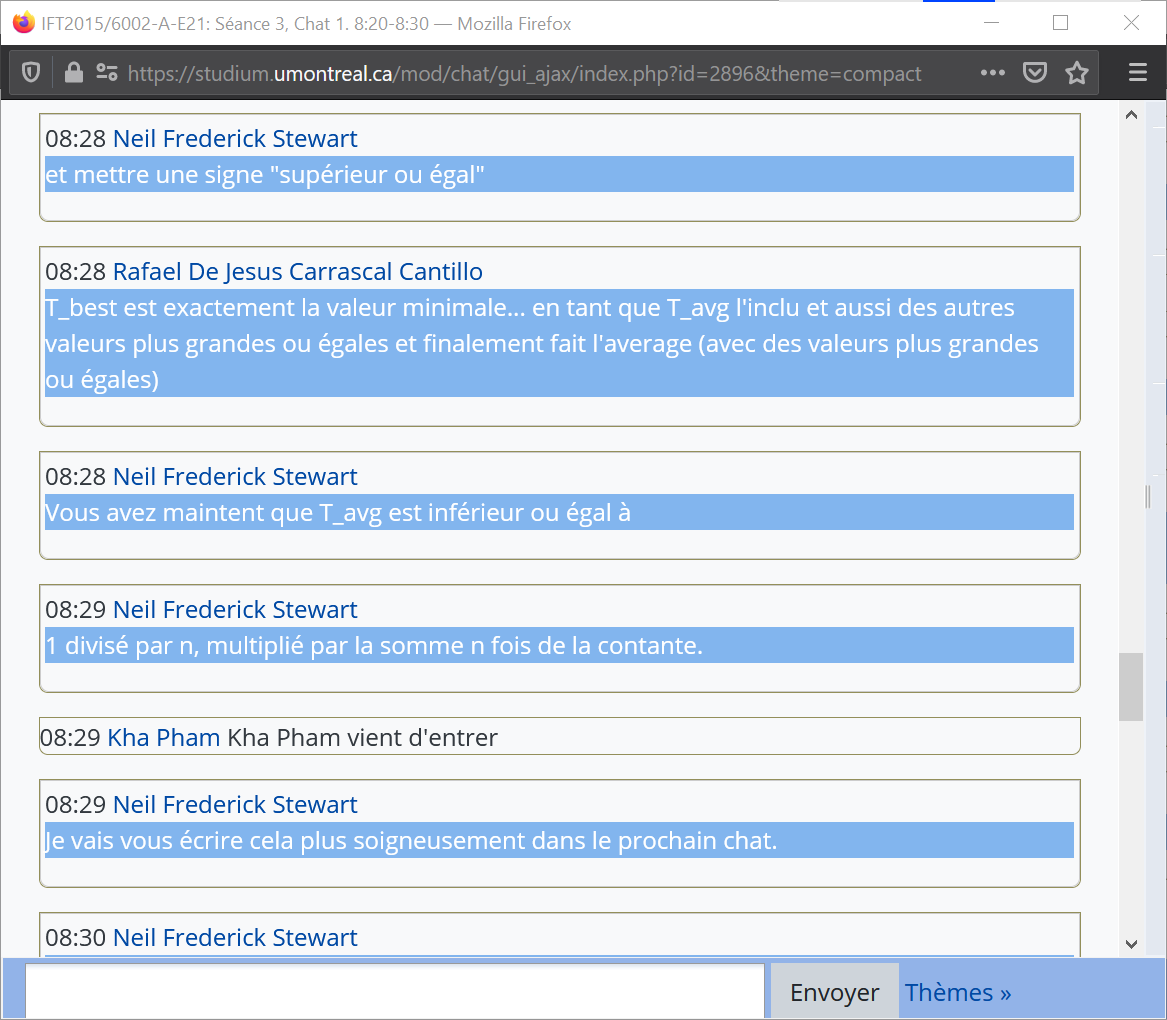 IFT2015/6002-A-E21: Séance 3, Chat 1. 8:20-8:30 — Mozilla Firefox
https://studium.umontreal.ca/mod/chat/gui_ajax/index.php?id=2896&theme=compact
08:28 Neil Frederick Stewart
et mettre une signe "supérieur ou égal"
08:28 Rafael De Jesus Carrascal Cantillo
T_best est exactement la valeur minimale... en tant que T_avg l'inclu et aussi des autres
valeurs plus grandes ou égales et finalement fait l'average (avec des valeurs plus grandes
ou égales)
08:28 Neil Frederick Stewart
Vous avez maintent que T_avg est inférieur ou égal à
08:29 Neil Frederick Stewart
1 divisé par n, multiplié par la somme n fois de la contante.
08:29 Kha Pham Kha Pham vient d'entrer
08:29 Neil Frederick Stewart
Je vais vous écrire cela plus soigneusement dans le prochain chat.
08:30 Neil Frederick Stewart
Envoyer Thèmes »